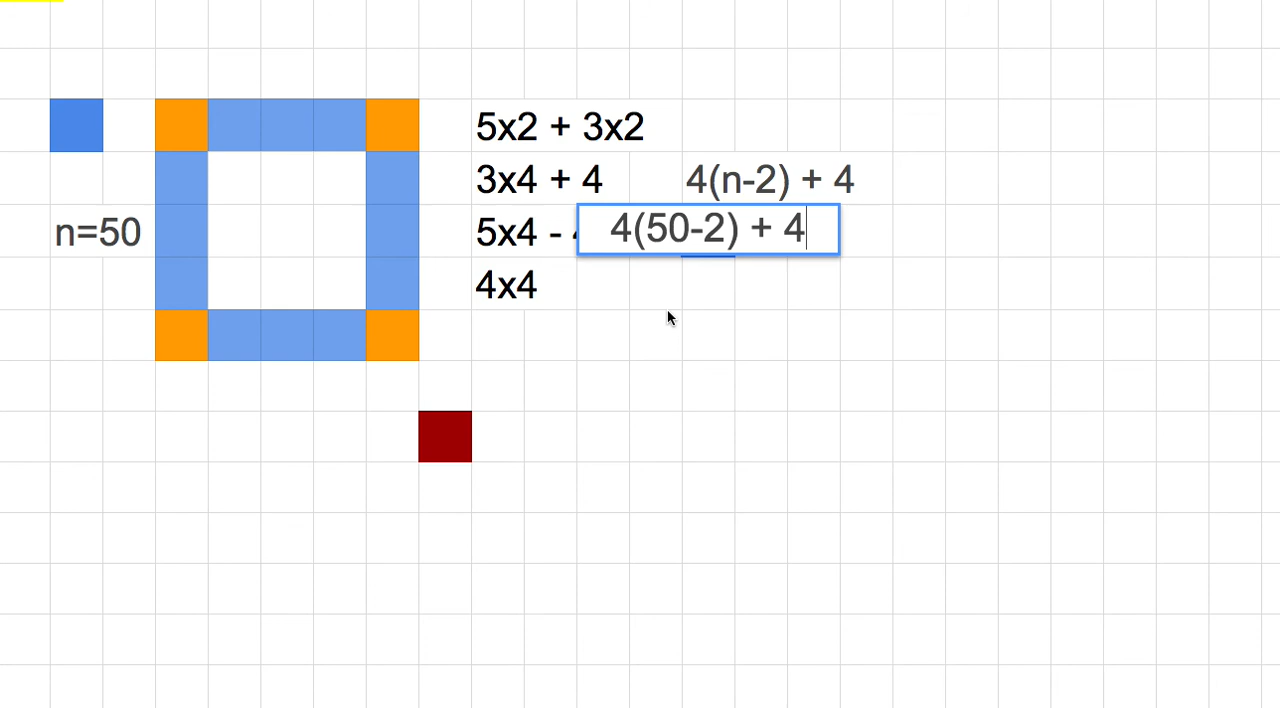 5x2 + 3x2
3x4 + 4 4(n-2) + 4
n=50 5x4 - 4(50-2) + 4
4x4